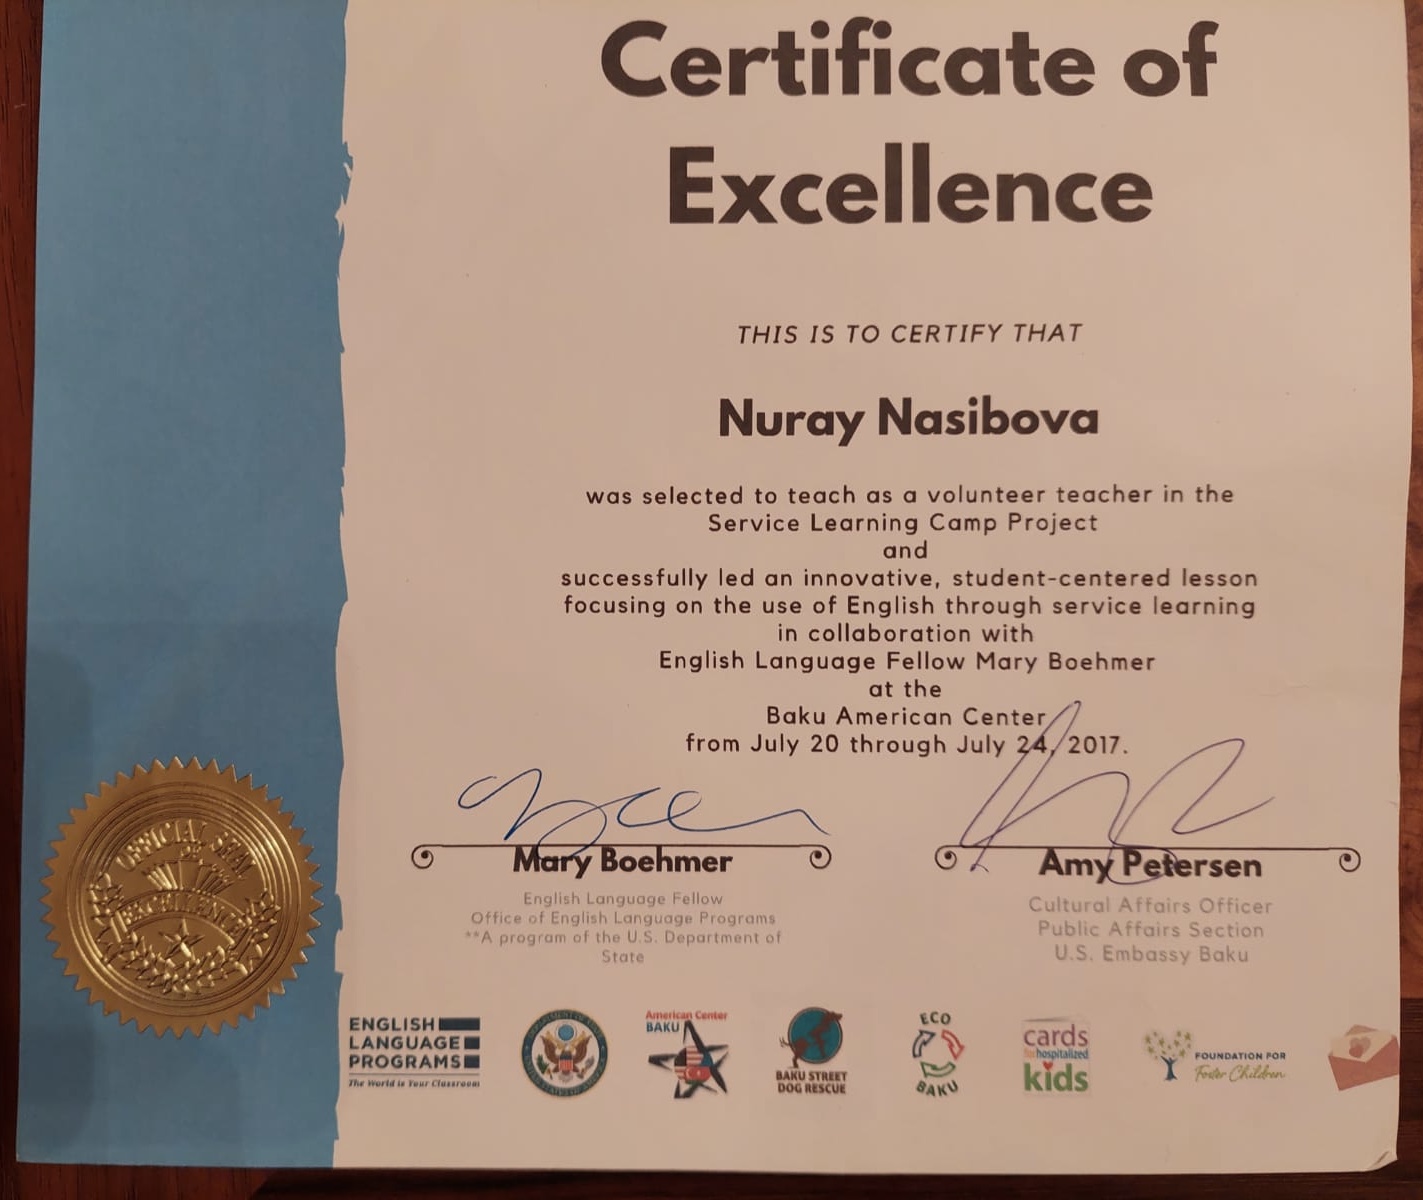 Certificate of
Excellence
THIS IS TO CERTIFY THAT
Nuray Nasibova
was selected to teach as a volunteer teacher in the
Service Learning Camp Project
and
successfully led an innovative, student-centered lesson
focusing on the use of English through service learning
in collaboration with
English Language Fellow Mary Boehmer
at the
Baku American Center
from July 20 through July 24, 2017.
Mary Boehmer
English Language Fellow
Office of English Language Programs
**A program of the U.S. Department of
State
Amy Petersen
Cultural Affairs Officer
Public Affairs Section
U.S. Embassy Baku
OFFICIAL SEAL
OF
EXCELLENCE
ENGLISH
LANGUAGE
PROGRAMS
The World is Your Classroom
American Center
BAKU
BAKU STREET
DOG RESCUE
ECO
BAKU
cards
for hospitalized
kids
FOUNDATION FOR
Foster Children